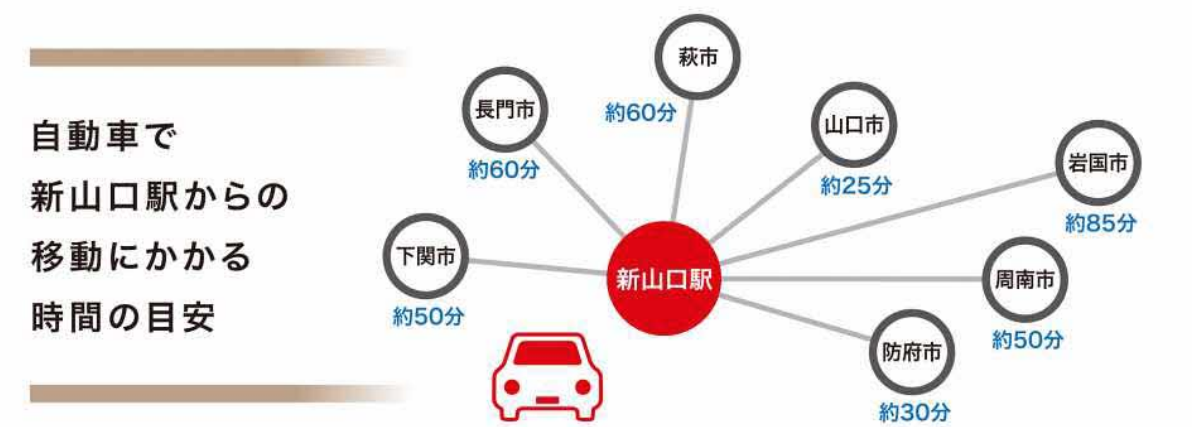 自動車で
新山口駅からの
移動にかかる
時間の目安
萩市
約60分
長門市
約60分
山口市
約25分
岩国市
約85分
下関市
約50分
新山口駅
周南市
約50分
防府市
約30分